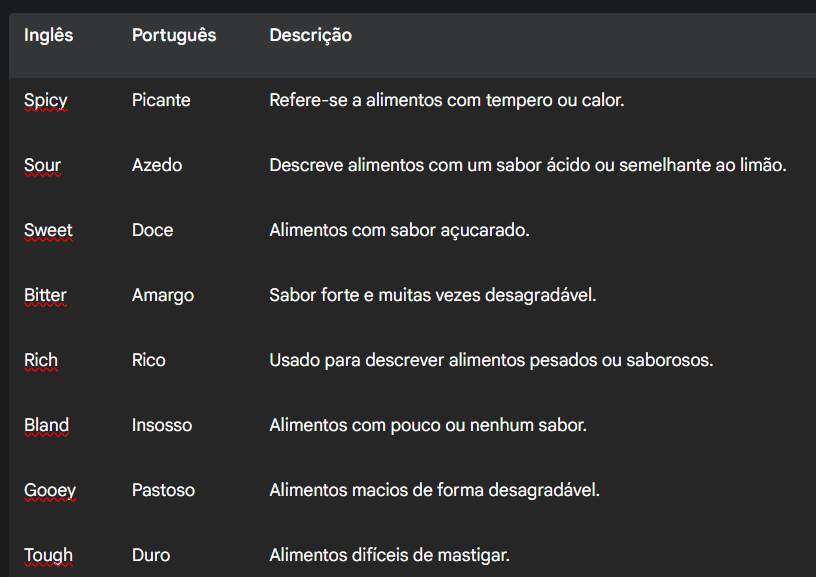 Inglês Português Descrição
Spicy Picante Refere-se a alimentos com tempero ou calor.
Sour Azedo Descreve alimentos com um sabor ácido ou semelhante ao limão.
Sweet Doce Alimentos com sabor açucarado.
Bitter Amargo Sabor forte e muitas vezes desagradável.
Rich Rico Usado para descrever alimentos pesados ou saborosos.
Bland Insosso Alimentos com pouco ou nenhum sabor.
Gooey Pastoso Alimentos macios de forma desagradável.
Tough Duro Alimentos difíceis de mastigar.